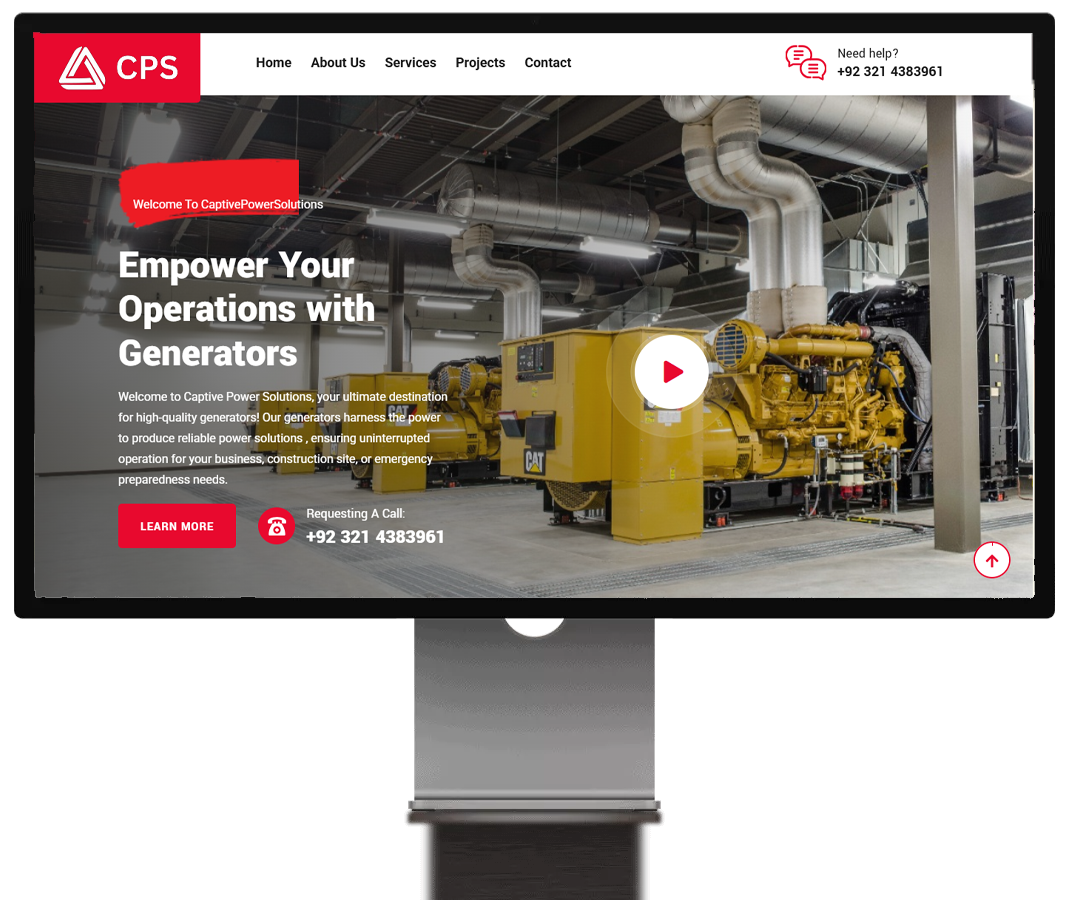 CPS
Home About Us Services Projects Contact
Need help?
+92 321 4383961
Welcome To CaptivePowerSolutions
Empower Your
Operations with
Generators
Welcome to Captive Power Solutions, your ultimate destination
for high-quality generators! Our generators harness the power
to produce reliable power solutions , ensuring uninterrupted
operation for your business, construction site, or emergency
preparedness needs.
LEARN MORE
Requesting A Call:
+92 321 4383961
CAT
CAT